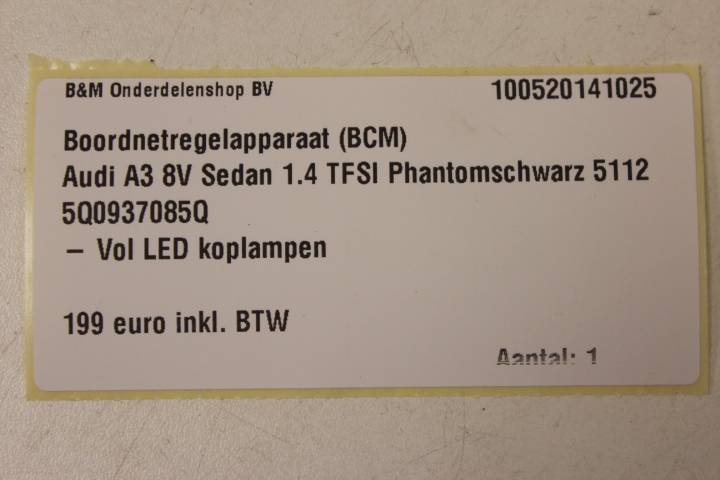 B&M Onderdelenshop BV 100520141025
Boordnetregelapparaat (BCM)
Audi A3 8V Sedan 1.4 TFSI Phantomschwarz 5112
5Q0937085Q
– Vol LED koplampen
199 euro inkl. BTW
Aantal: 1